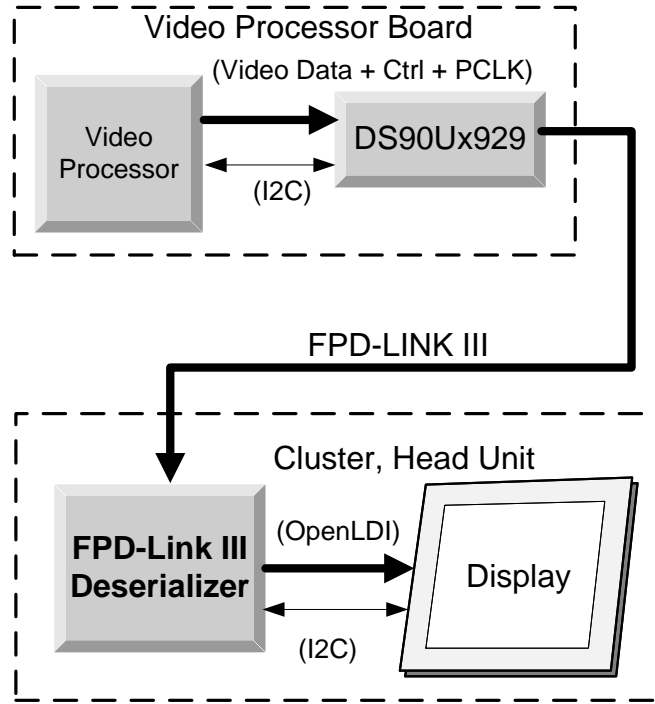 Video Processor Board
(Video Data + Ctrl + PCLK)
Video
Processor
DS90Ux929
(I2C)
FPD-LINK III
Cluster, Head Unit
FPD-Link III
Deserializer
(OpenLDI)
Display
(I2C)